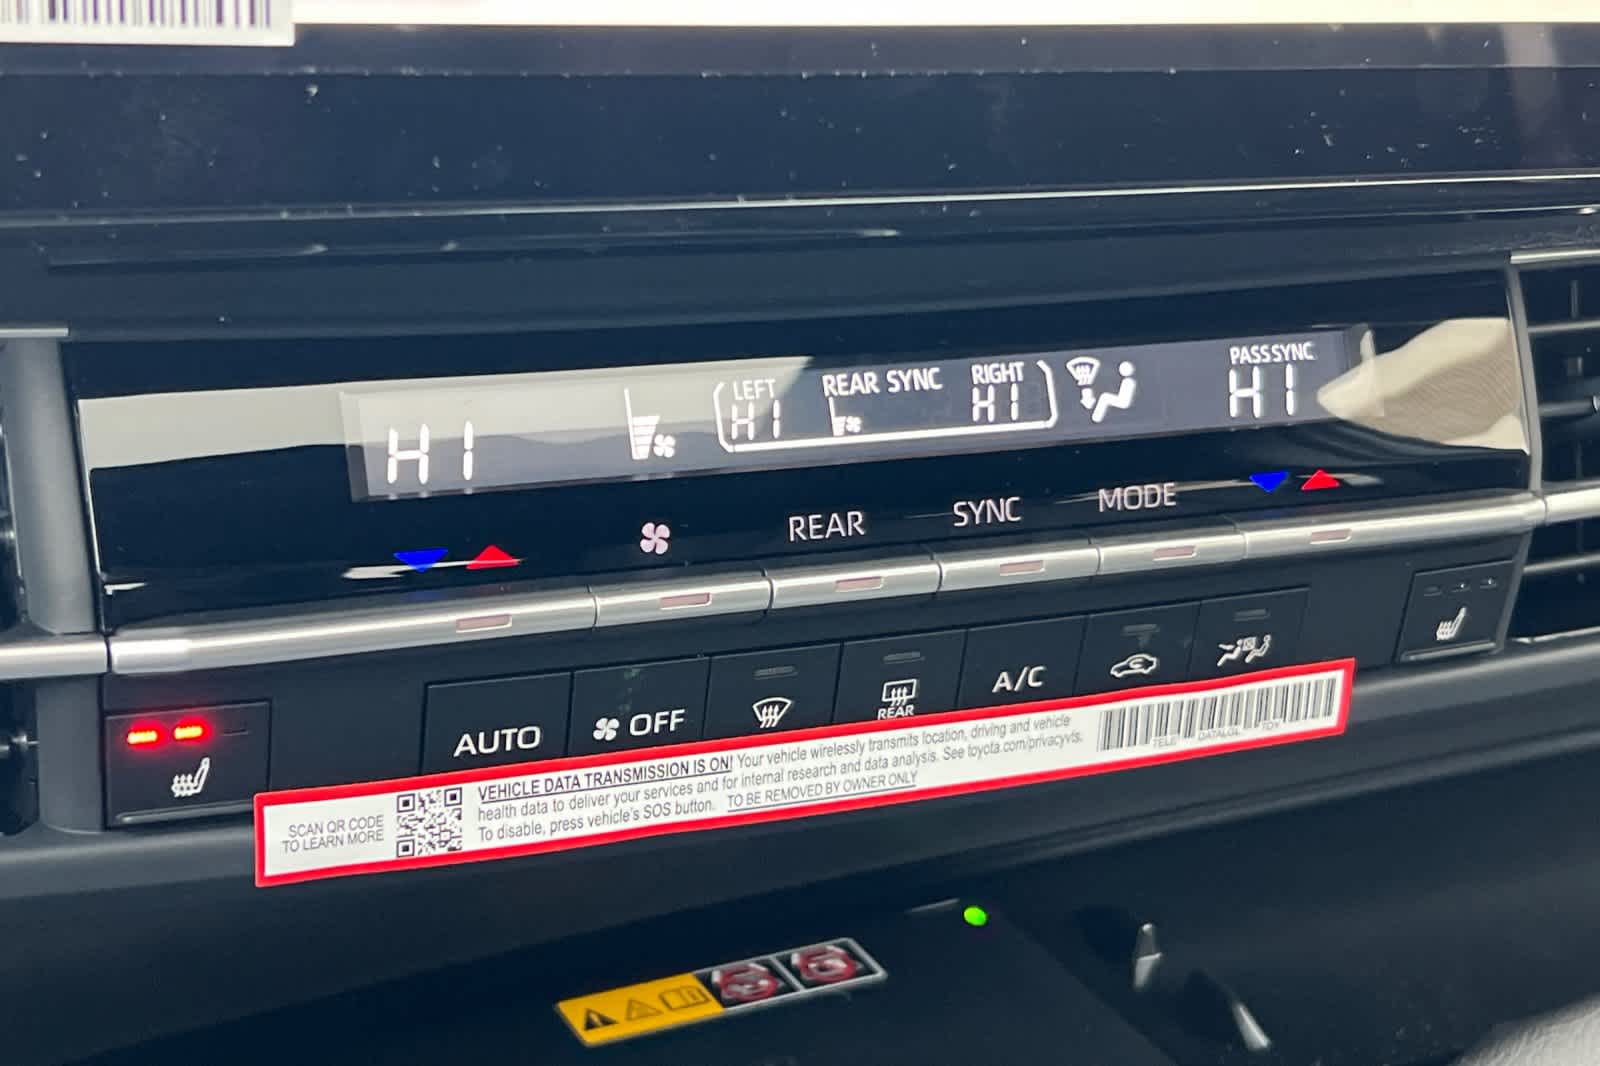 PASS SYNC
LEFT REAR SYNC RIGHT
HI HI HI HI
REAR SYNC MODE
AUTO OFF REAR A/C
SCAN QR CODE
TO LEARN MORE
VEHICLE DATA TRANSMISSION IS ON! Your vehicle wirelessly transmits location, driving and vehicle
health data to deliver your services and for internal research and data analysis. See toyota.com/privacyvts.
To disable, press vehicle's SOS button. TO BE REMOVED BY OWNER ONLY
TELE DATALGL TOY